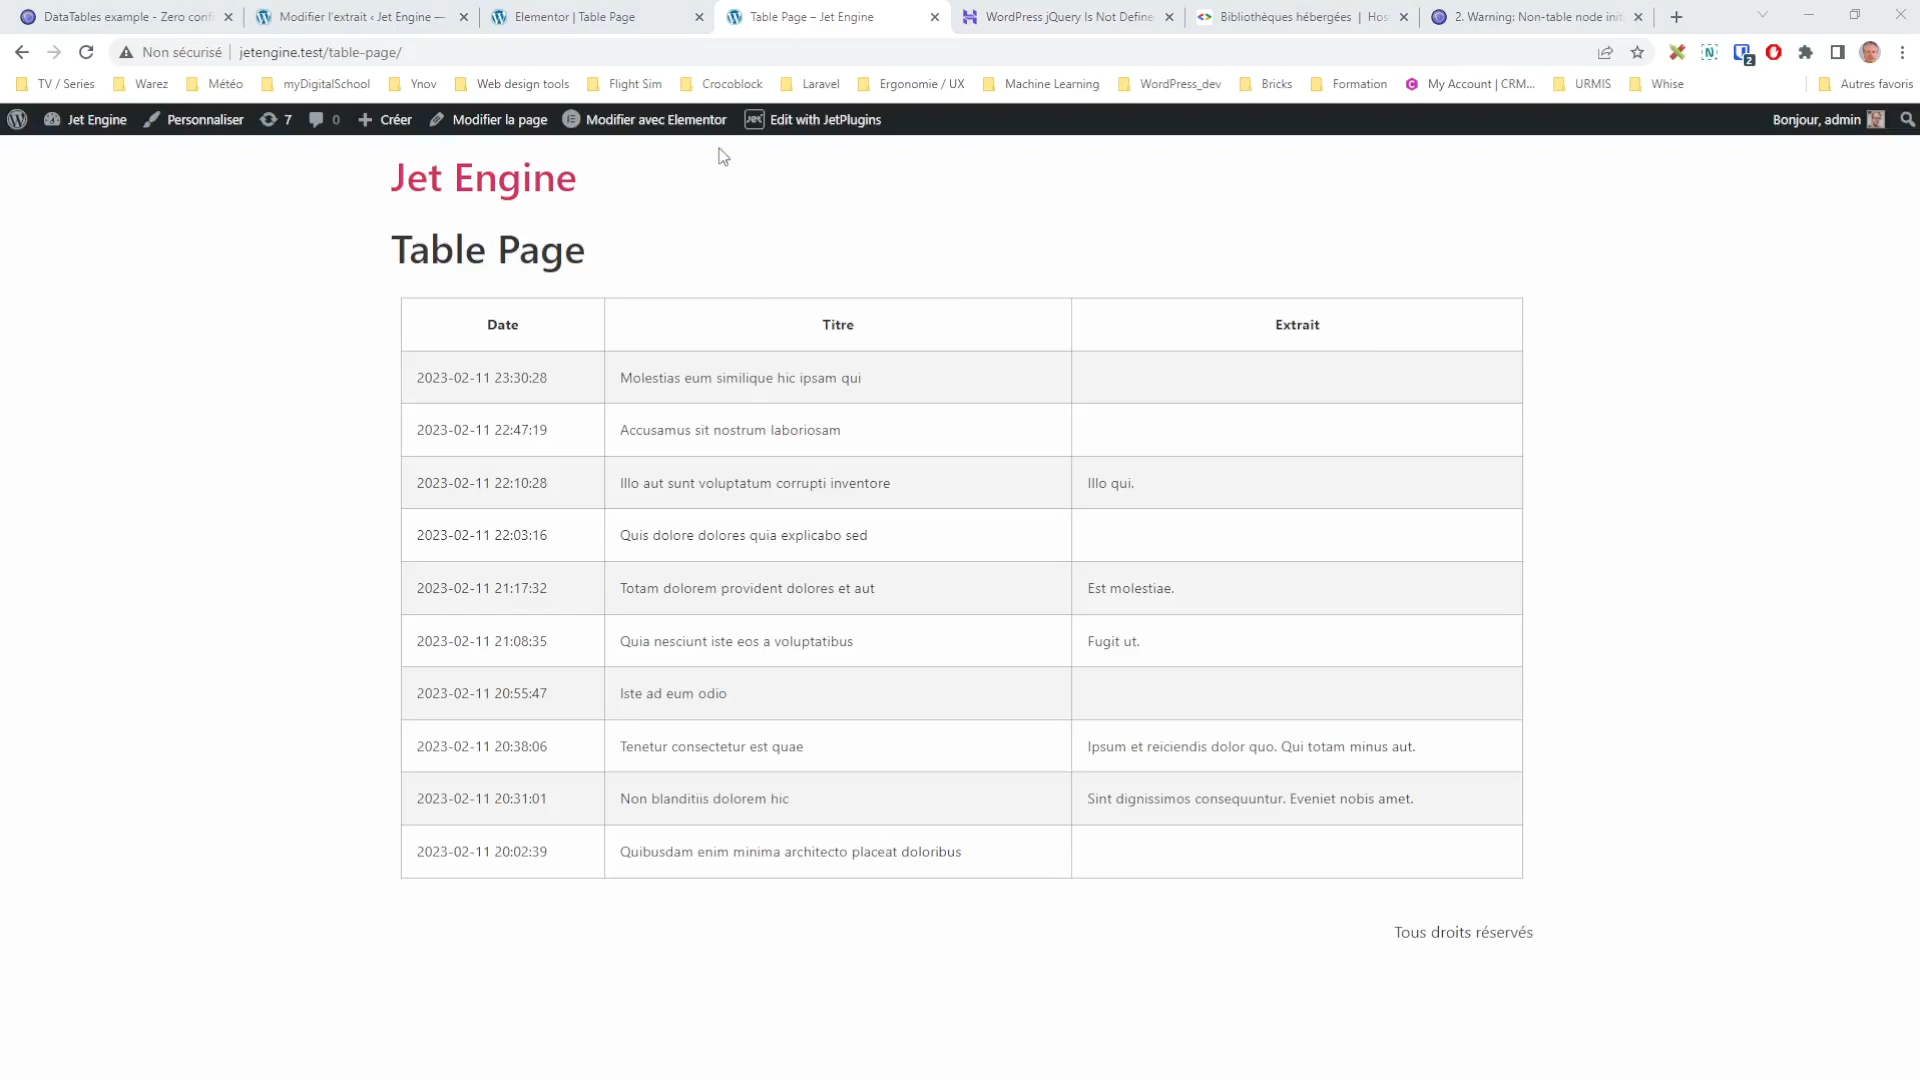 DataTables example - Zero confi
Modifier l'extrait ‹ Jet Engine —
Elementor | Table Page
Table Page – Jet Engine
WordPress jQuery Is Not Define
Bibliothèques hébergées | Hos
2. Warning: Non-table node init
Non sécurisé | jetengine.test/table-page/
2
TV / Series Warez Météo myDigitalSchool Ynov Web design tools Flight Sim Crocoblock Laravel Ergonomie / UX Machine Learning WordPress_dev Bricks Formation My Account | CRM... URMIS Whise Autres favoris
Jet Engine Personnaliser 7 0 Créer Modifier la page Modifier avec Elementor Edit with JetPlugins Bonjour, admin
Jet Engine
Table Page
Date Titre Extrait
2023-02-11 23:30:28 Molestias eum similique hic ipsam qui
2023-02-11 22:47:19 Accusamus sit nostrum laboriosam
2023-02-11 22:10:28 Illo aut sunt voluptatum corrupti inventore Illo qui.
2023-02-11 22:03:16 Quis dolore dolores quia explicabo sed
2023-02-11 21:17:32 Totam dolorem provident dolores et aut Est molestiae.
2023-02-11 21:08:35 Quia nesciunt iste eos a voluptatibus Fugit ut.
2023-02-11 20:55:47 Iste ad eum odio
2023-02-11 20:38:06 Tenetur consectetur est quae Ipsum et reiciendis dolor quo. Qui totam minus aut.
2023-02-11 20:31:01 Non blanditiis dolorem hic Sint dignissimos consequuntur. Eveniet nobis amet.
2023-02-11 20:02:39 Quibusdam enim minima architecto placeat doloribus
Tous droits réservés